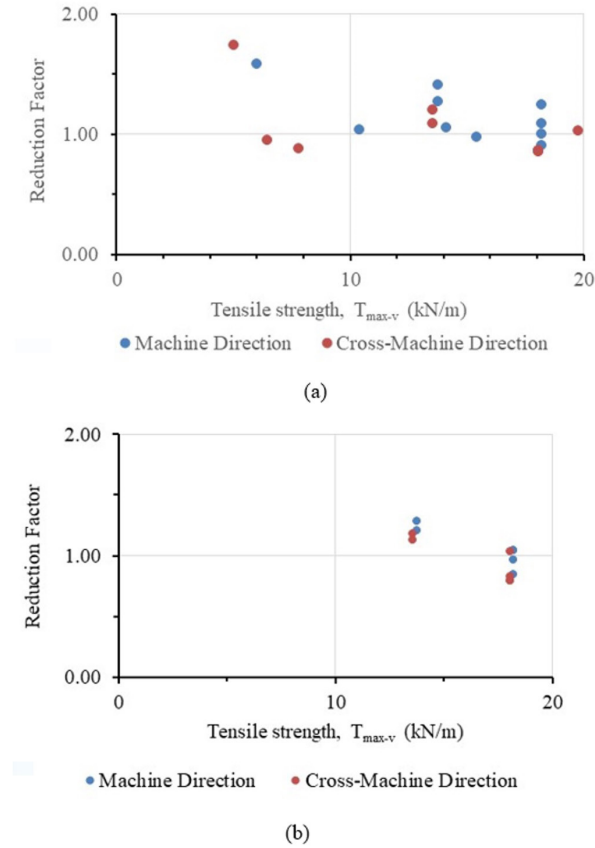 2.00
Reduction Factor
1.00
0.00
0
10
20
Tensile strength, Tmax-v (kN/m)
Machine Direction
Cross-Machine Direction
(a)
2.00
Reduction Factor
1.00
0.00
0
10
20
Tensile strength, Tmax-v (kN/m)
Machine Direction
Cross-Machine Direction
(b)